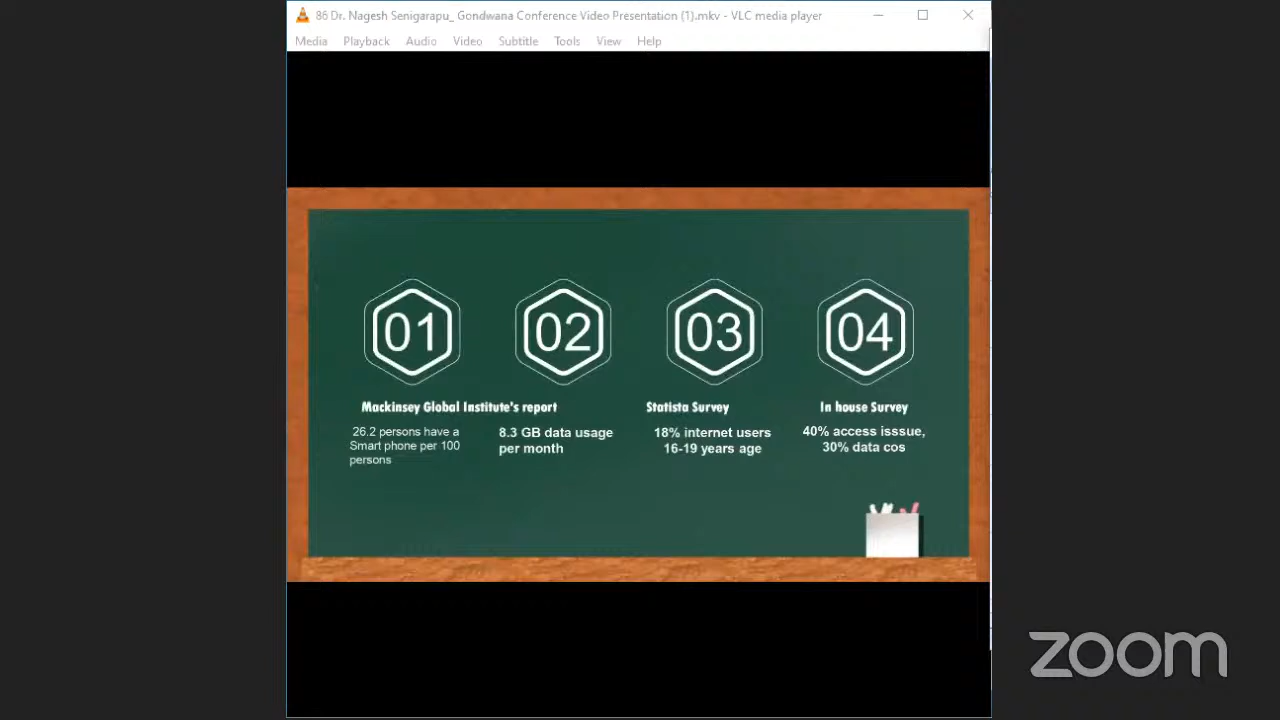 86 Dr. Nagesh Senigarapu_ Gondwana Conference Video Presentation (1).mkv - VLC media player
Media Playback Audio Video Subtitle Tools View Help
01 02 03 04
Mackinsey Global Institute's report
26.2 persons have a
Smart phone per 100
persons
8.3 GB data usage
per month
Statista Survey
18% internet users
16-19 years age
In house Survey
40% access isssue,
30% data cos
zoom